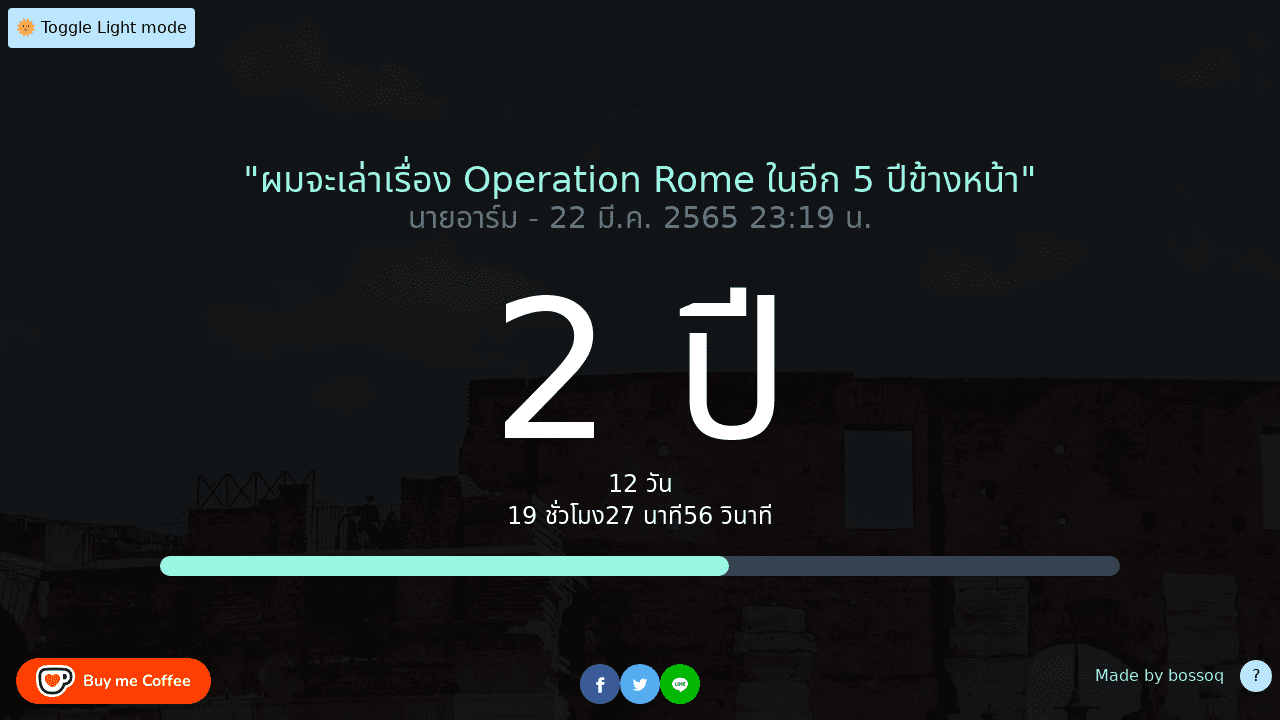 Toggle Light mode
"ผมจะเล่าเรื่อง Operation Rome ในอีก 5 ปีข้างหน้า"
นายอาร์ม - 22 มี.ค. 2565 23:19 น.
2 ปี
12 วัน
19 ชั่วโมง27 นาที56 วินาที
Buy me Coffee
LINE
Made by bossoq
?